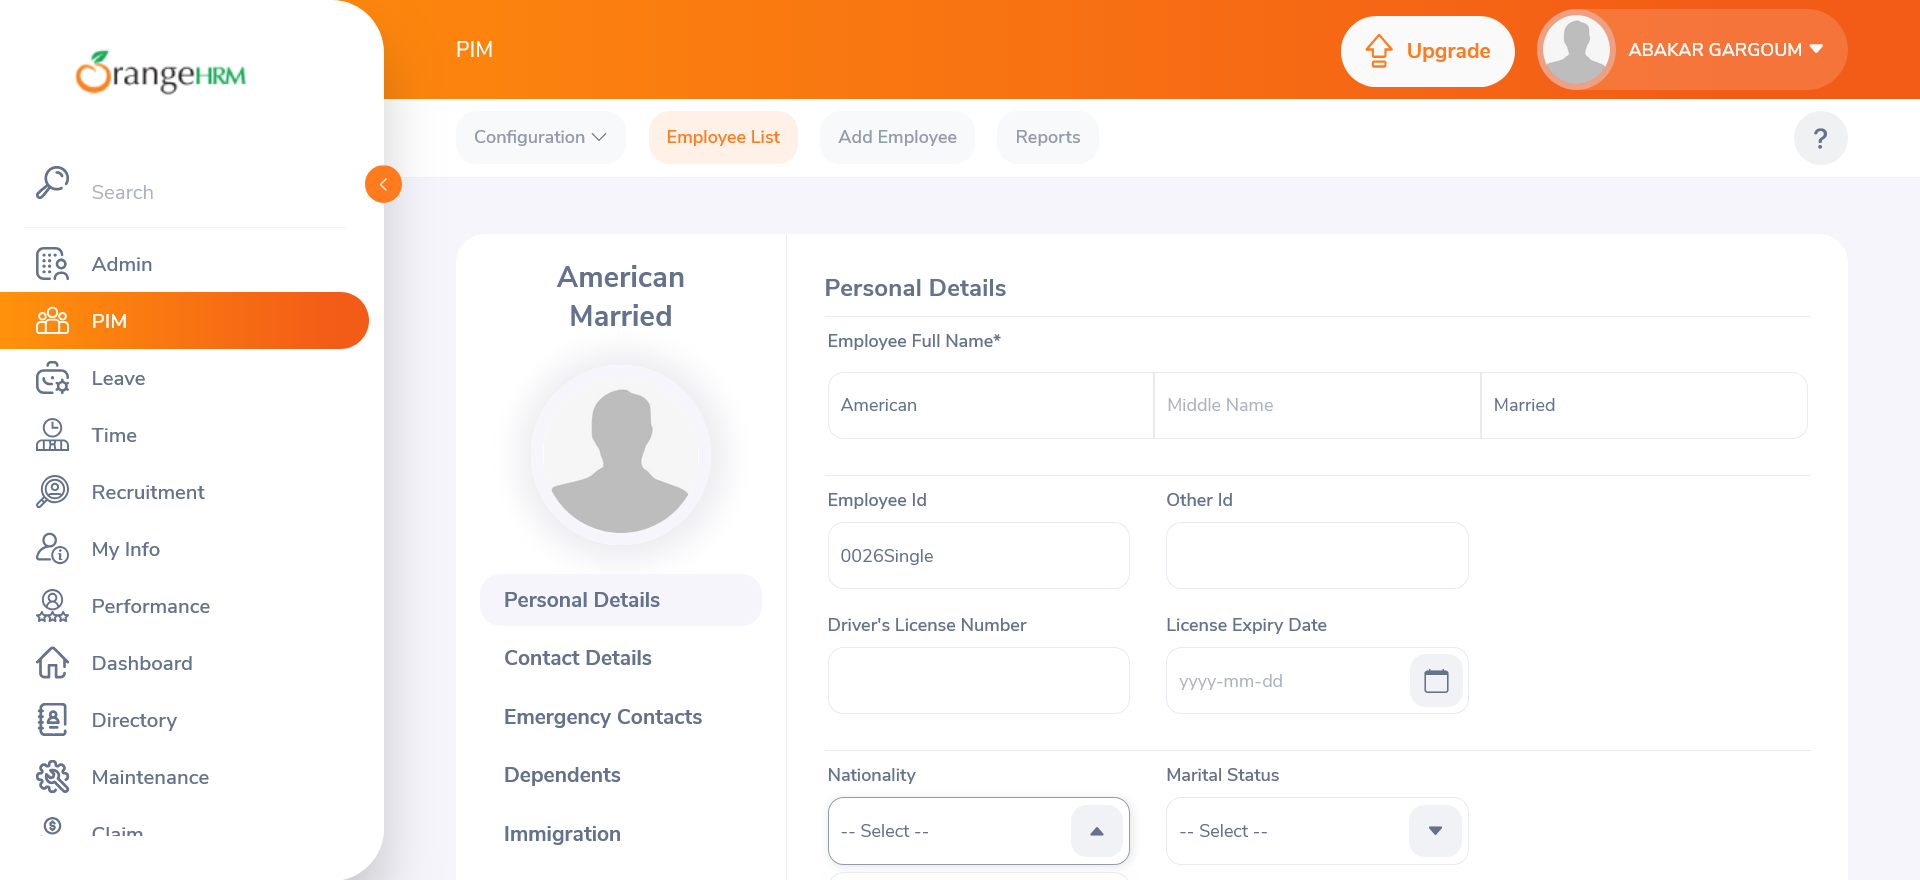 OrangeHRM
PIM
Upgrade
ABAKAR GARGOUM
Configuration
Employee List
Add Employee
Reports
?
Search
Admin
PIM
Leave
Time
Recruitment
My Info
Performance
Dashboard
Directory
Maintenance
Claim
American
Married
Personal Details
Contact Details
Emergency Contacts
Dependents
Immigration
Personal Details
Employee Full Name*
American
Middle Name
Married
Employee Id
Other Id
0026Single
Driver's License Number
License Expiry Date
yyyy-mm-dd
Nationality
Marital Status
-- Select --
-- Select --